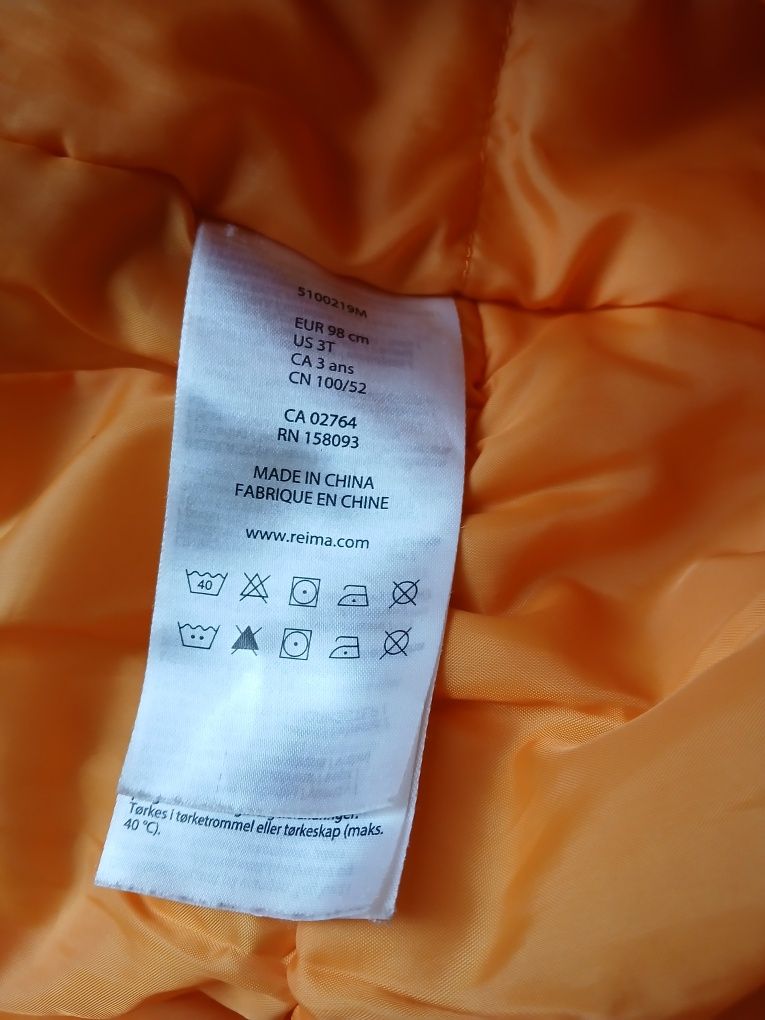 5100219M
EUR 98 cm
US 3T
CA 3 ans
CN 100/52
CA 02764
RN 158093
MADE IN CHINA
FABRIQUE EN CHINE
www.reima.com
40
Tørkes i tørketrommel eller tørkeskap (maks.
40 °C).